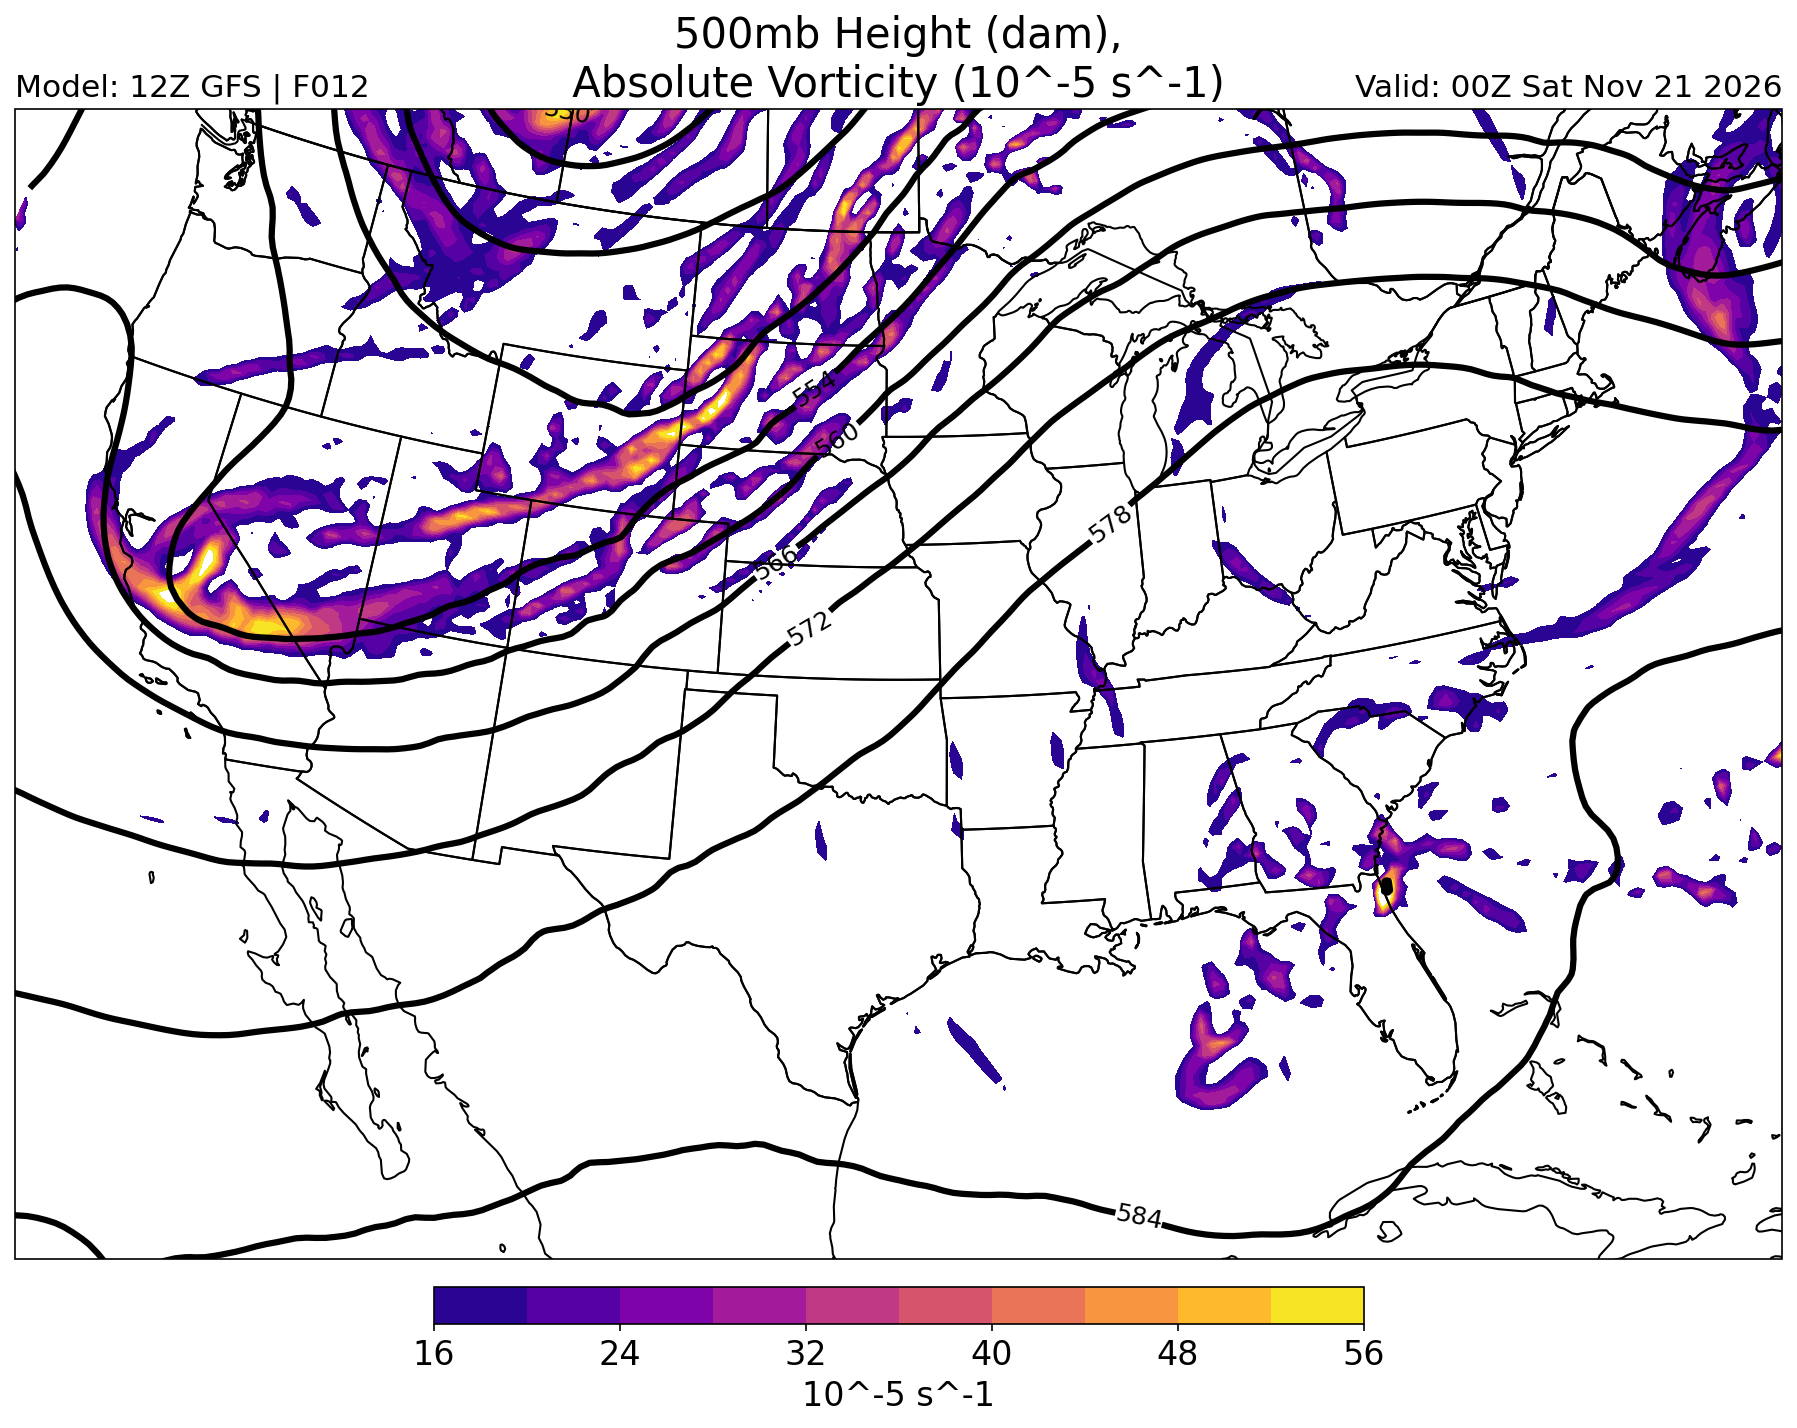 500mb Height (dam),
Absolute Vorticity (10^-5 s^-1)
Model: 12Z GFS | F012
Valid: 00Z Sat Nov 21 2026
554
560
566
572
578
584
16 24 32 40 48 56
10^-5 s^-1